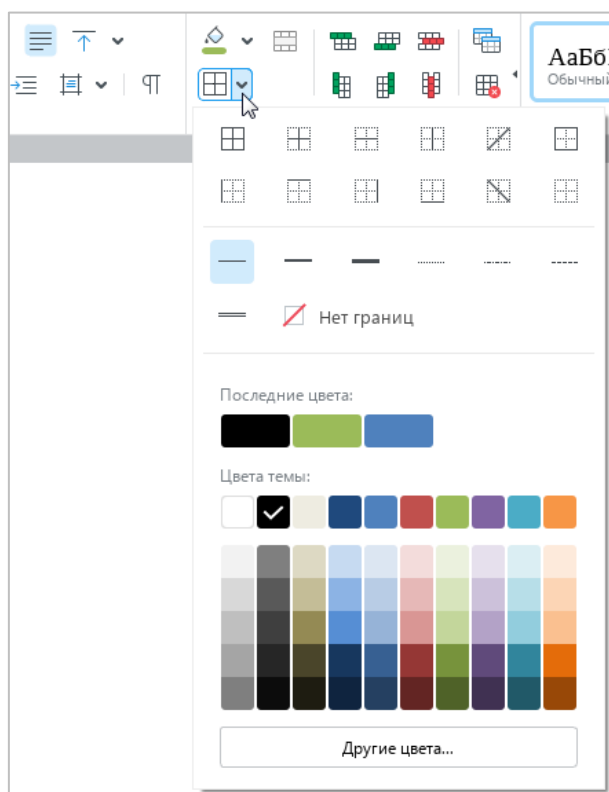 АаБб
Обычный
Нет границ
Последние цвета:
Цвета темы:
Другие цвета...